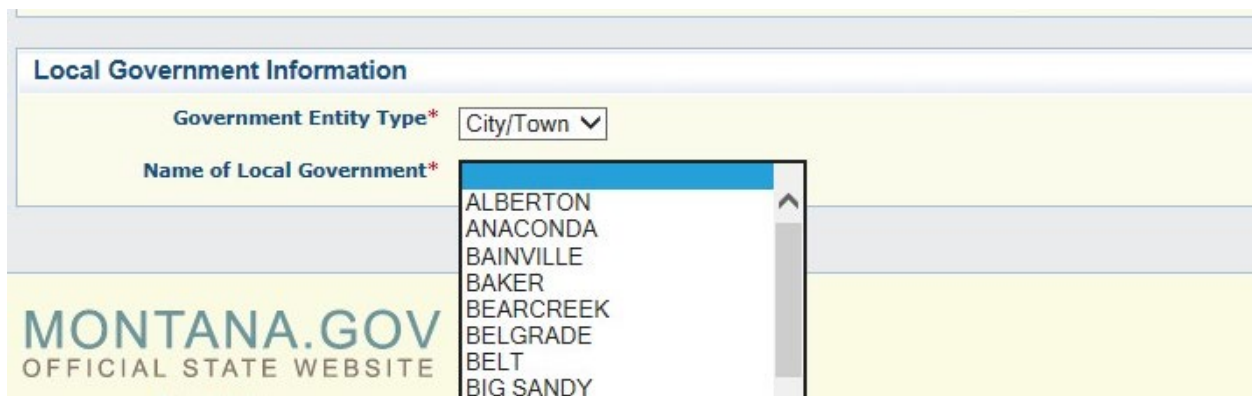 Local Government Information
Government Entity Type* City/Town
Name of Local Government*
ALBERTON
ANACONDA
BAINVILLE
BAKER
BEARCREEK
BELGRADE
BELT
BIG SANDY
MONTANA.GOV
OFFICIAL STATE WEBSITE